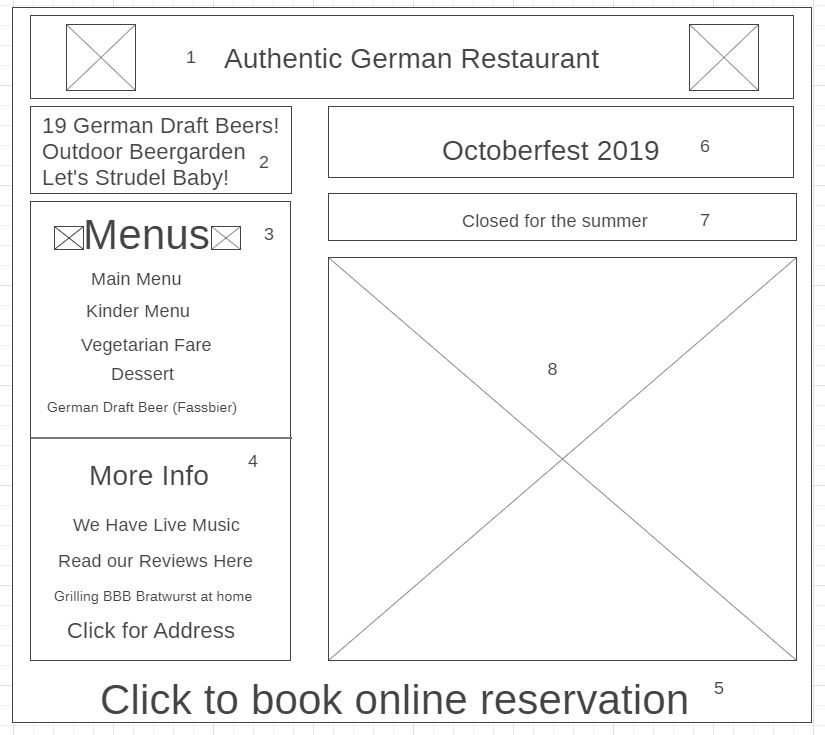 1 Authentic German Restaurant
19 German Draft Beers!
Outdoor Beergarden
Let's Strudel Baby!
2
Menus
3
Main Menu
Kinder Menu
Vegetarian Fare
Dessert
German Draft Beer (Fassbier)
4
More Info
We Have Live Music
Read our Reviews Here
Grilling BBB Bratwurst at home
Click for Address
Octoberfest 2019
6
Closed for the summer
7
8
Click to book online reservation
5